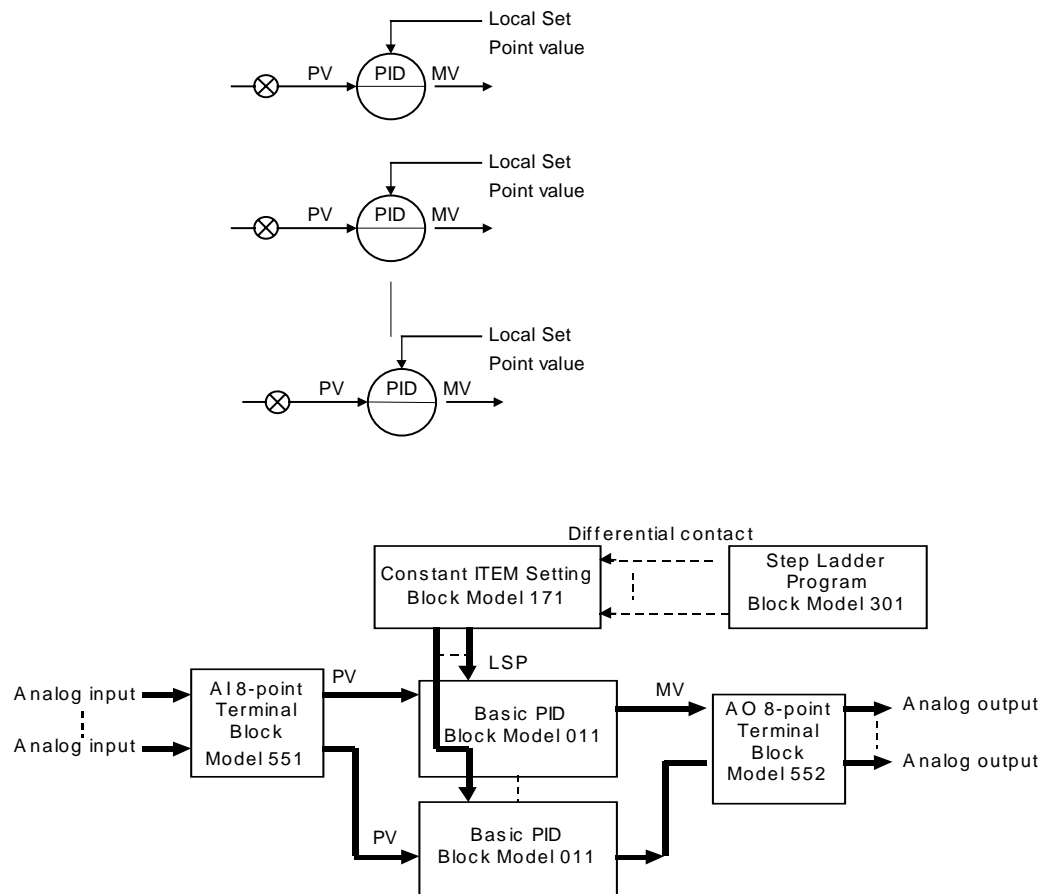 Local Set
Point value
PV
PID
MV
Local Set
Point value
PV
PID
MV
Local Set
Point value
PV
PID
MV
Differential contact
Constant ITEM Setting
Block Model 171
Step Ladder
Program
Block Model 301
LSP
Analog input
Analog input
AI 8-point
Terminal
Block
Model 551
PV
PV
Basic PID
Block Model 011
Basic PID
Block Model 011
MV
AO 8-point
Terminal
Block
Model 552
Analog output
Analog output